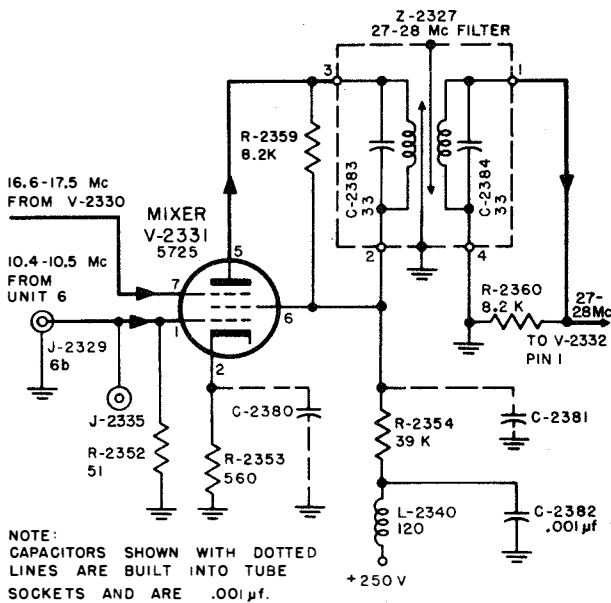 Z-2327
27-28 Mc FILTER
3
1
R-2359
8.2K
C-2383
33
C-2384
33
16.6-17.5 Mc
FROM V-2330
MIXER
V-2331
5725
5
10.4-10.5 Mc
FROM
UNIT 6
7
6
1
2
2
4
R-2360
8.2 K
27-
28Mc
TO V-2332
PIN 1
J-2329
6b
J-2335
C-2380
R-2352
51
R-2353
560
R-2354
39 K
C-2381
L-2340
120
C-2382
.001µf
+250 V
NOTE:
CAPACITORS SHOWN WITH DOTTED
LINES ARE BUILT INTO TUBE
SOCKETS AND ARE .001µf.